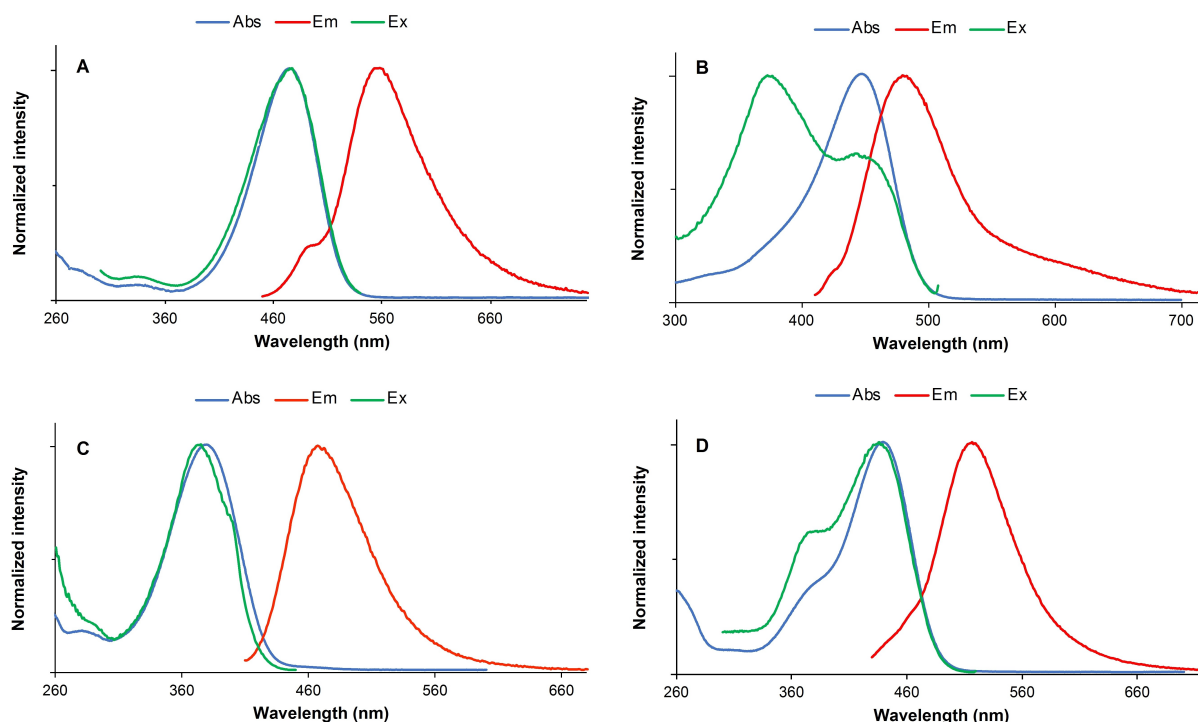 Abs Em Ex
A
Normalized intensity
260 360 460 560 660
Wavelength (nm)
Abs Em Ex
B
Normalized intensity
300 400 500 600 700
Wavelength (nm)
Abs Em Ex
C
Normalized intensity
260 360 460 560 660
Wavelength (nm)
Abs Em Ex
D
Normalized intensity
260 360 460 560 660
Wavelength (nm)